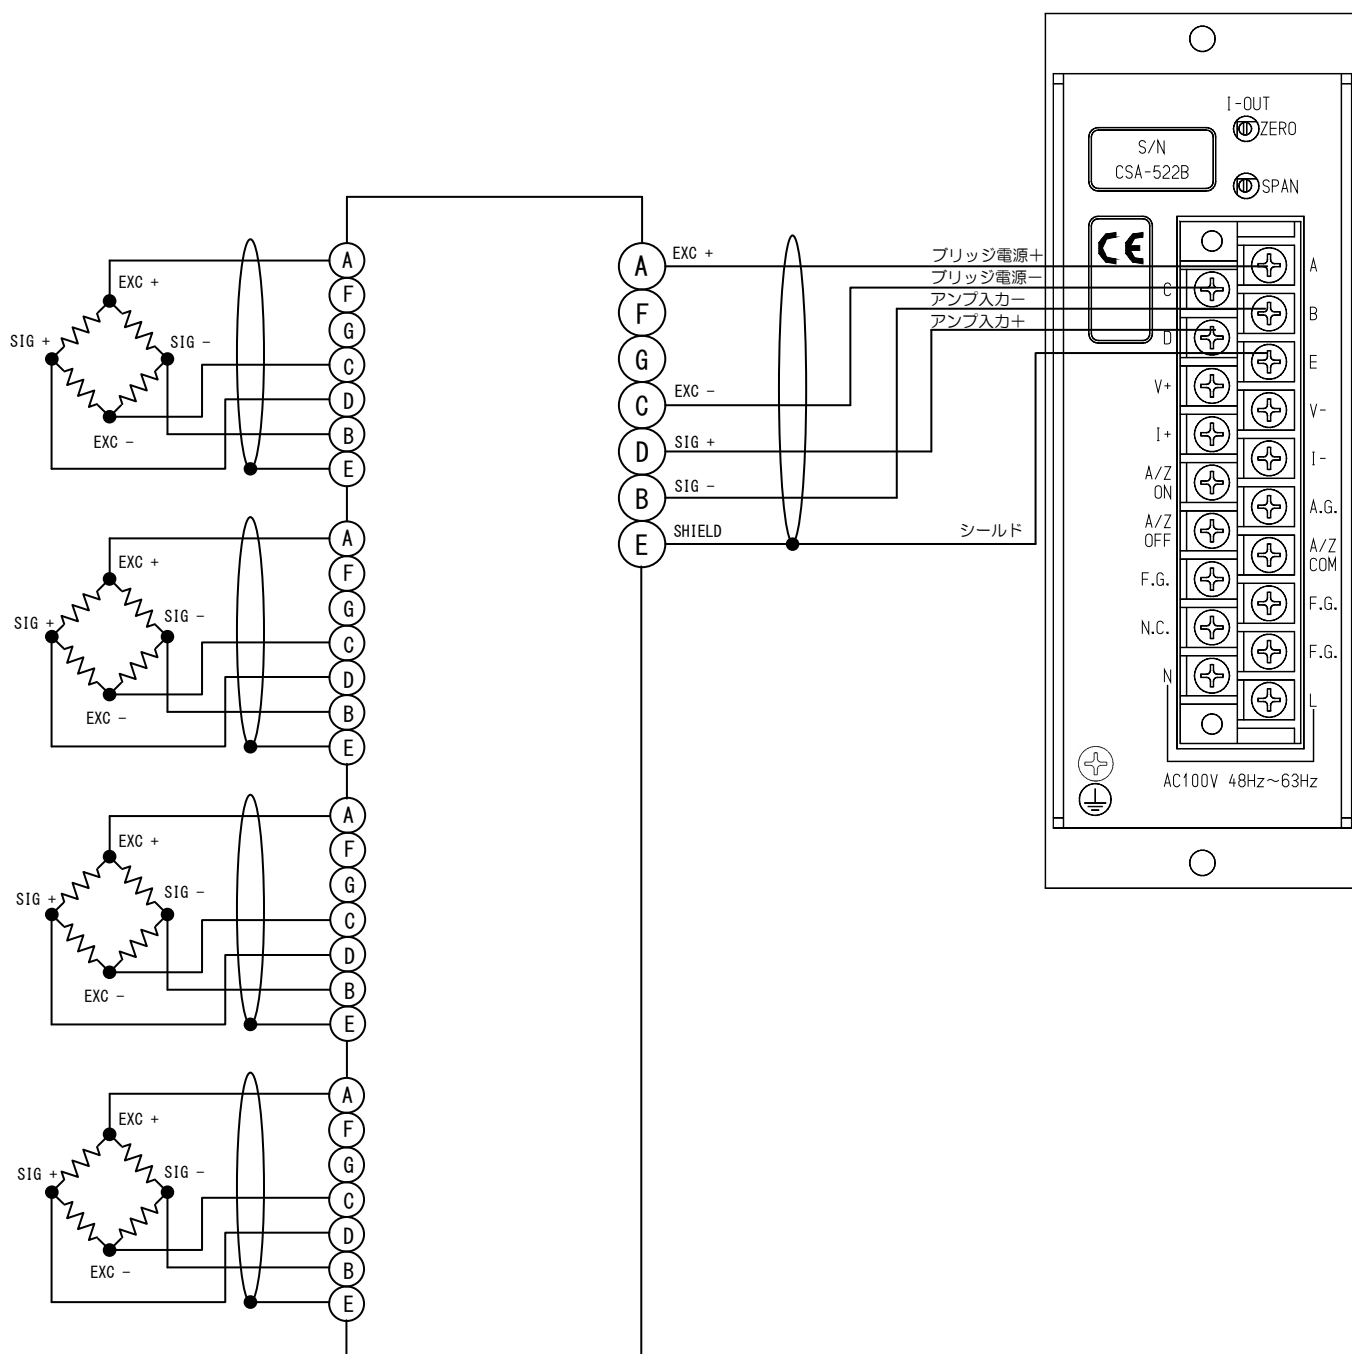 I-OUT
ZERO
S/N
CSA-522B
SPAN
CE
EXC +
SIG +
SIG -
EXC -
A
F
G
C
D
B
E
EXC +
SIG +
SIG -
EXC -
A
F
G
C
D
B
E
EXC +
SIG +
SIG -
EXC -
A
F
G
C
D
B
E
EXC +
SIG +
SIG -
EXC -
A
F
G
C
D
B
E
A EXC +
F
G
C EXC -
D SIG +
B SIG -
E SHIELD
ブリッジ電源+
ブリッジ電源-
アンプ入力-
アンプ入力+
シールド
A
C
B
D
E
V+
V-
I+
I-
A/Z
ON
A.G.
A/Z
OFF
A/Z
COM
F.G.
F.G.
N.C.
F.G.
N
L
AC100V 48Hz~63Hz